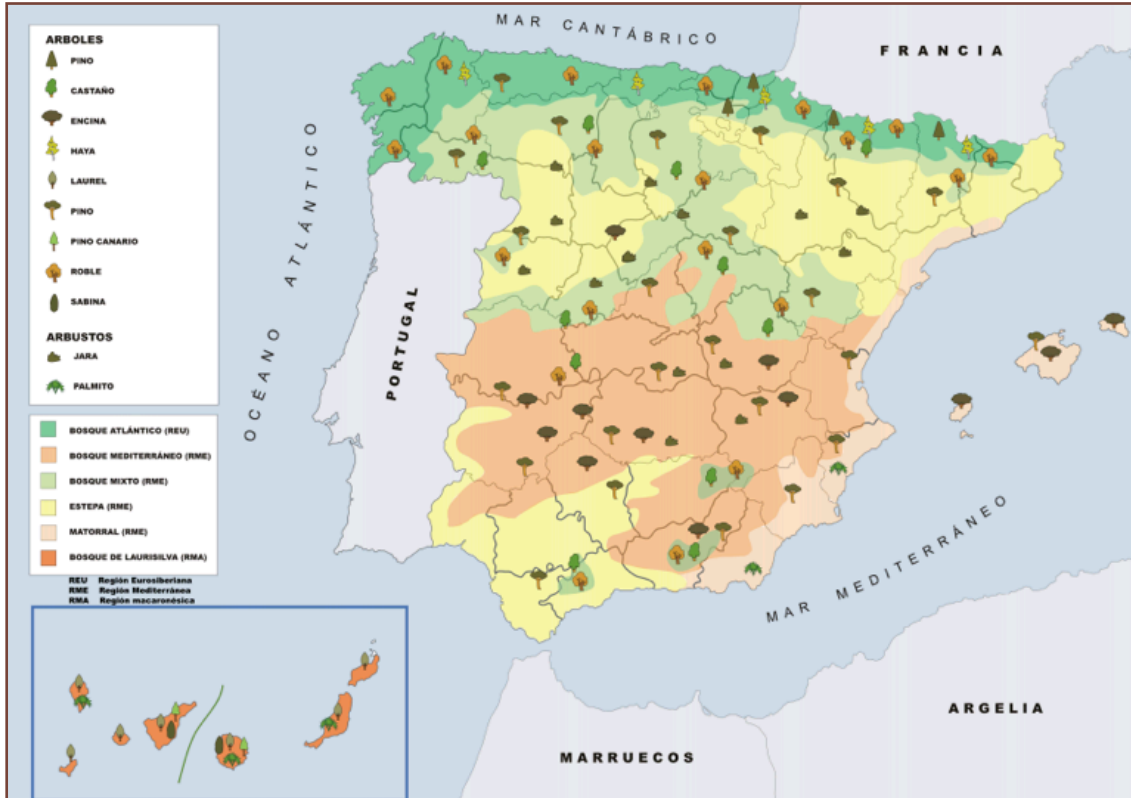 MAR CANTÁBRICO
FRANCIA
OCÉANO ATLÁNTICO
PORTUGAL
MAR MEDITERRÁNEO
MARRUECOS
ARGELIA
ARBOLES
PINO
CASTAÑO
ENCINA
HAYA
LAUREL
PINO
PINO CANARIO
ROBLE
SABINA
ARBUSTOS
JARA
PALMITO
BOSQUE ATLÁNTICO (REU)
BOSQUE MEDITERRÁNEO (RME)
BOSQUE MIXTO (RME)
ESTEPA (RME)
MATORRAL (RME)
BOSQUE DE LAURISILVA (RMA)
REU Región Eurosiberiana
RME Región Mediterránea
RMA Región macaronésica